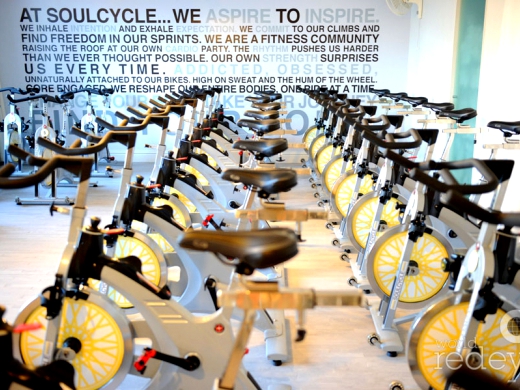 AT SOULCYCLE...WE ASPIRE TO INSPIRE.
WE INHALE INTENTION AND EXHALE EXPECTATION. WE COMMIT TO OUR CLIMBS AND
FIND FREEDOM IN OUR SPRINTS. WE ARE A FITNESS COMMUNITY
RAISING THE ROOF AT OUR OWN CARDIO PARTY. THE RHYTHM PUSHES US HARDER
THAN WE EVER THOUGHT POSSIBLE. OUR OWN STRENGTH SURPRISES
US EVERY TIME. ADDICTED. OBSESSED.
UNNATURALLY ATTACHED TO OUR BIKES. HIGH ON SWEAT AND THE HUM OF THE WHEEL.
CORE ENGAGED, WE RESHAPE OUR ENTIRE BODIES, ONE RIDE AT A TIME.
JOURNEY
redey